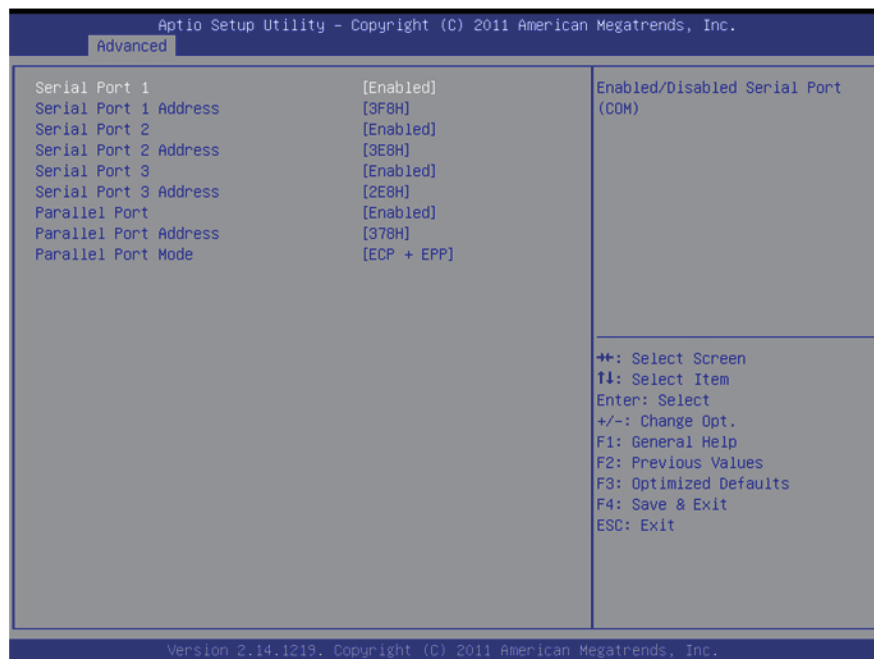 Aptio Setup Utility – Copyright (C) 2011 American Megatrends, Inc.
Advanced
Serial Port 1 [Enabled]
Serial Port 1 Address [3F8H]
Serial Port 2 [Enabled]
Serial Port 2 Address [3E8H]
Serial Port 3 [Enabled]
Serial Port 3 Address [2E8H]
Parallel Port [Enabled]
Parallel Port Address [378H]
Parallel Port Mode [ECP + EPP]
Enabled/Disabled Serial Port
(COM)
→←: Select Screen
↑↓: Select Item
Enter: Select
+/-: Change Opt.
F1: General Help
F2: Previous Values
F3: Optimized Defaults
F4: Save & Exit
ESC: Exit
Version 2.14.1219. Copyright (C) 2011 American Megatrends, Inc.